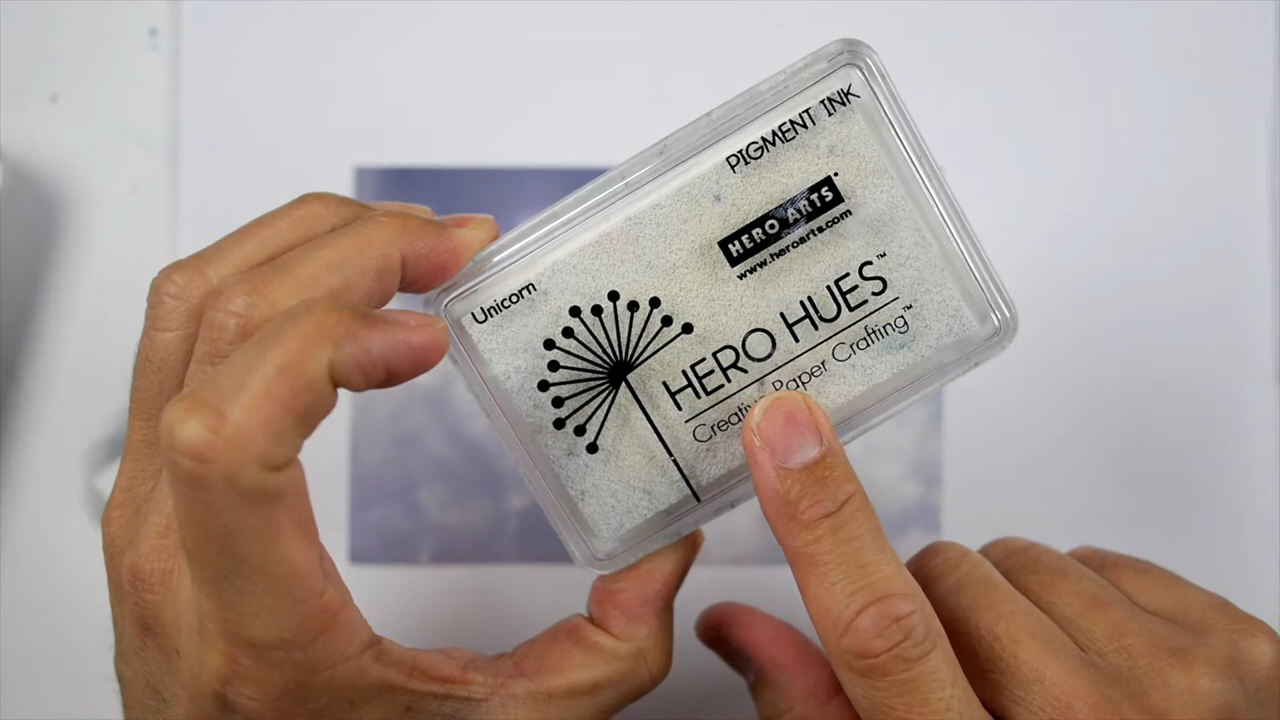 PIGMENT INK
HERO ARTS
www.heroarts.com
Unicorn
HERO HUES™
Creative Paper Crafting™